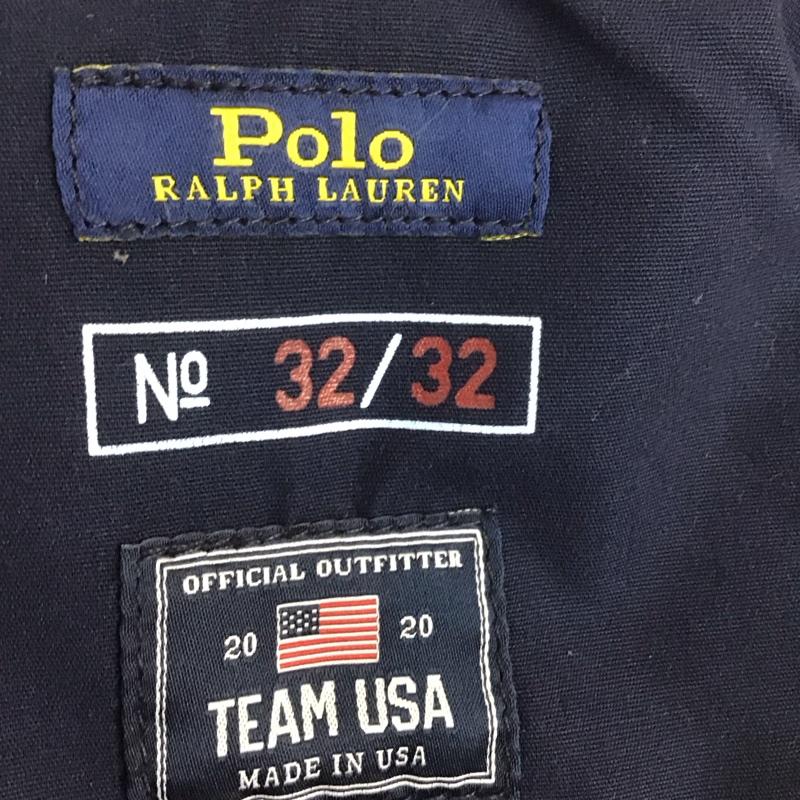 Polo
RALPH LAUREN
Nº 32/32
OFFICIAL OUTFITTER
20 20
TEAM USA
MADE IN USA